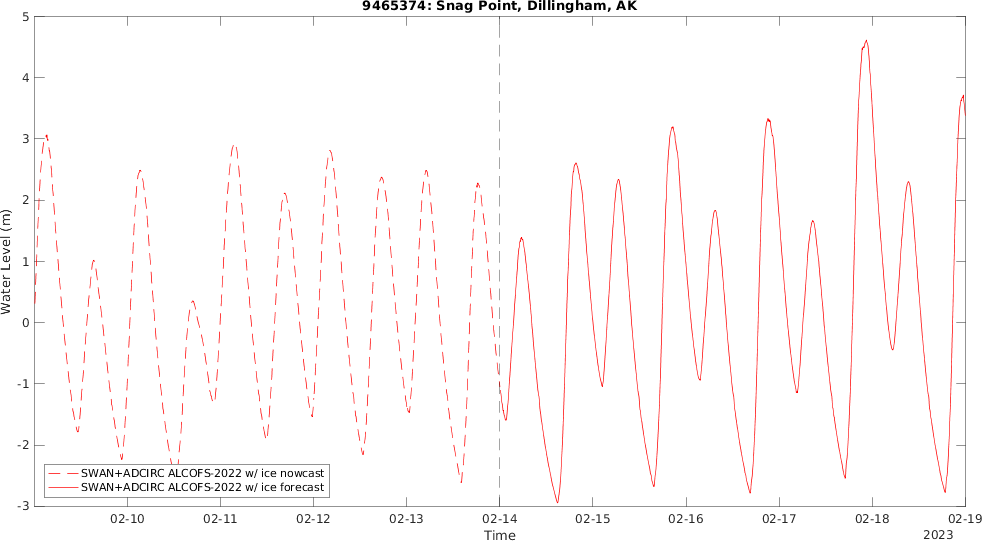 9465374: Snag Point, Dillingham, AK
5
4
3
2
1
0
-1
-2
-3
Water Level (m)
SWAN+ADCIRC ALCOFS-2022 w/ ice nowcast
SWAN+ADCIRC ALCOFS-2022 w/ ice forecast
02-10 02-11 02-12 02-13 02-14 02-15 02-16 02-17 02-18 02-19
Time
2023